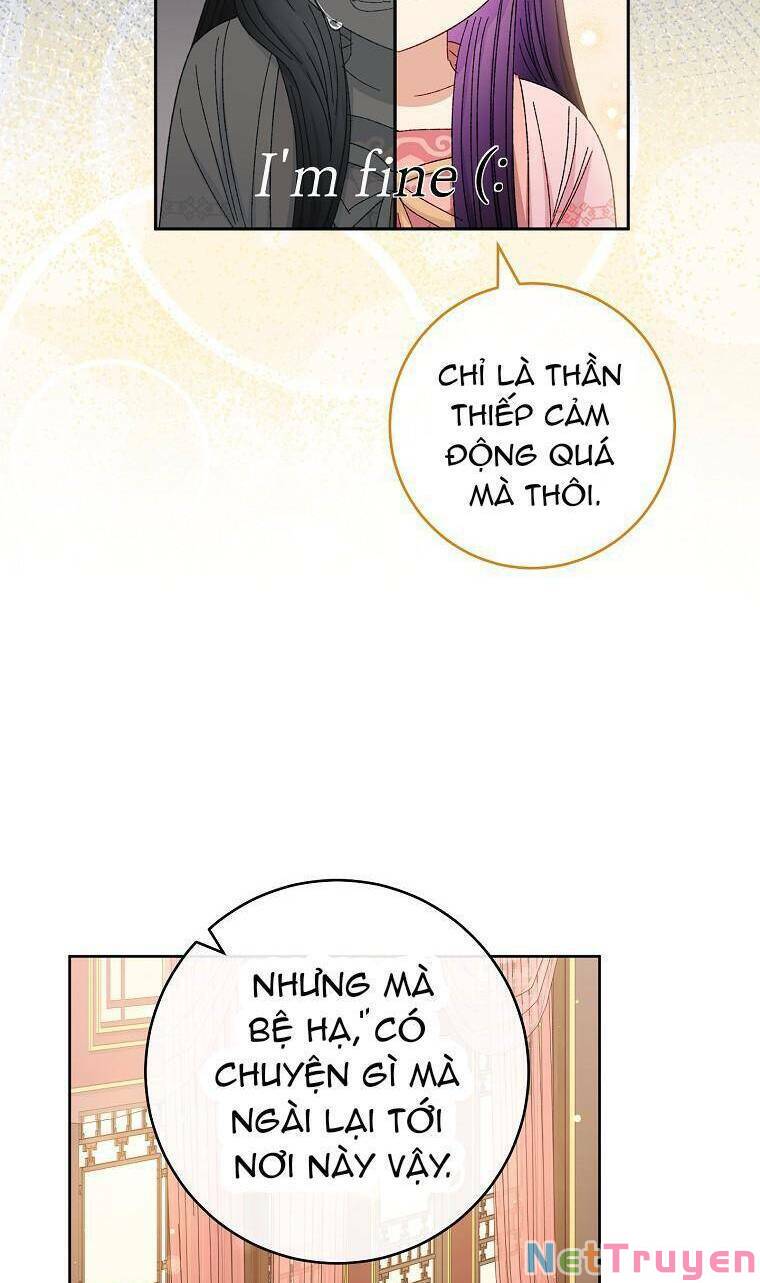 I'm fine (:
CHỈ LÀ THẦN
THIẾP CẢM
ĐỘNG QUÁ
MÀ THÔI.
NHƯNG MÀ
BỆ HẠ, CÓ
CHUYỆN GÌ MÀ
NGÀI LẠI TỚI
NƠI NÀY VẬY.
NetTruyen